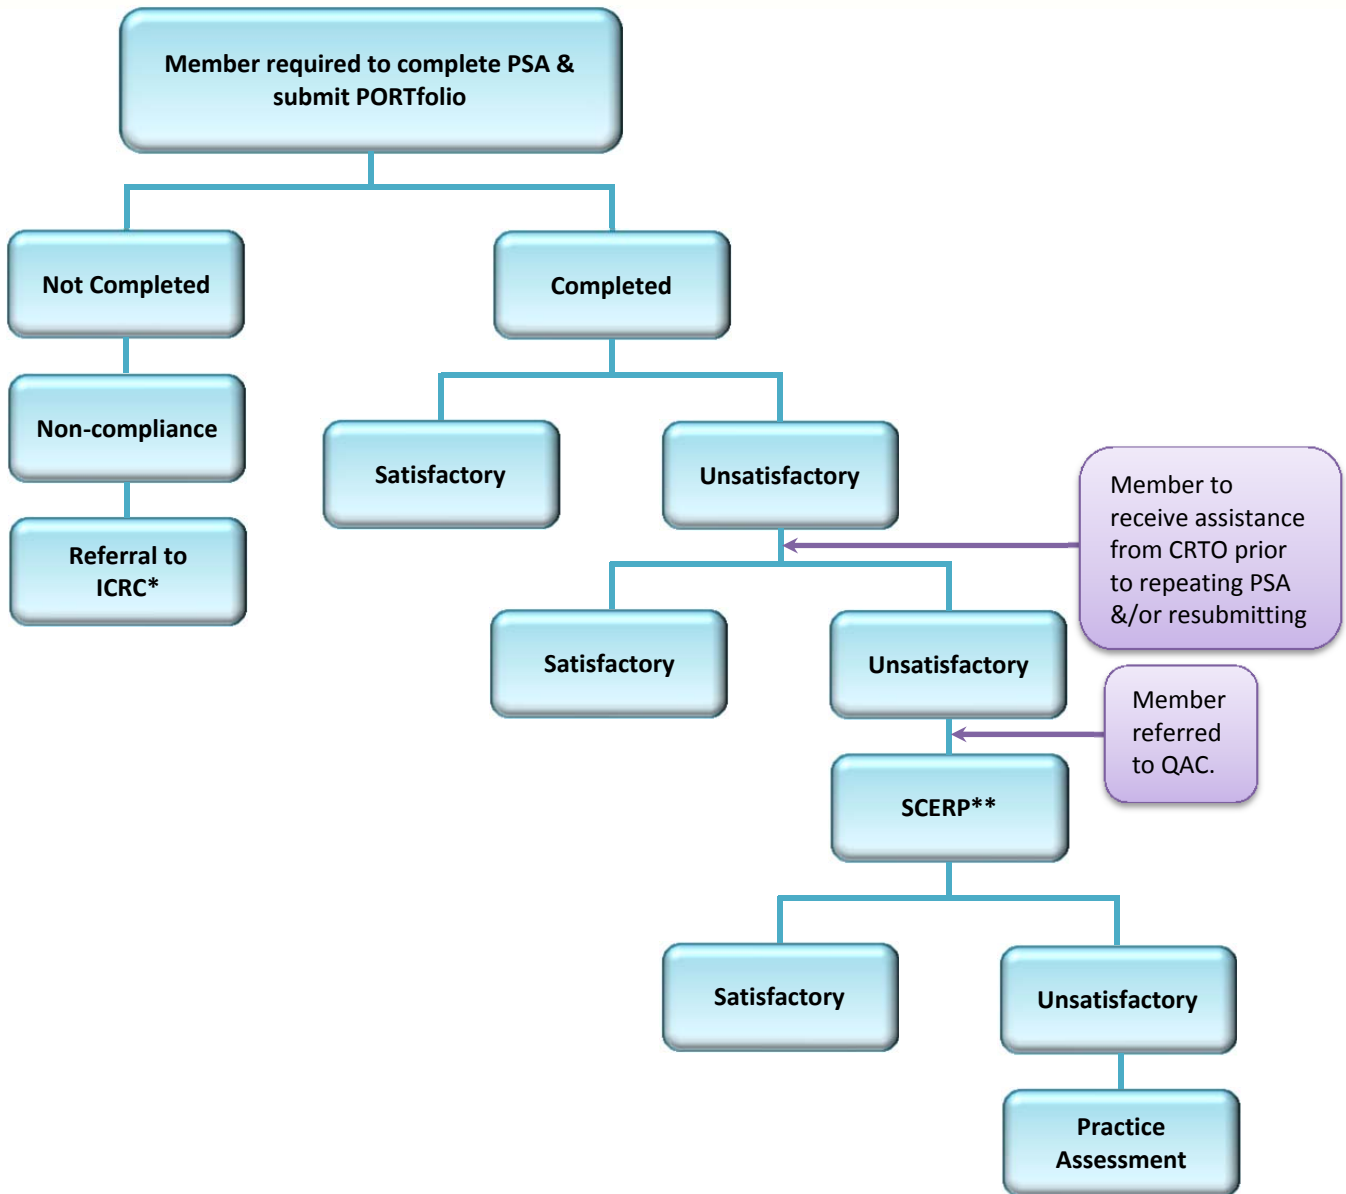 Member required to complete PSA &
submit PORTfolio
Not Completed
Completed
Non-compliance
Satisfactory
Unsatisfactory
Referral to
ICRC*
Member to
receive assistance
from CRTO prior
to repeating PSA
&/or resubmitting
Satisfactory
Unsatisfactory
Member
referred
to QAC.
SCERP**
Satisfactory
Unsatisfactory
Practice
Assessment